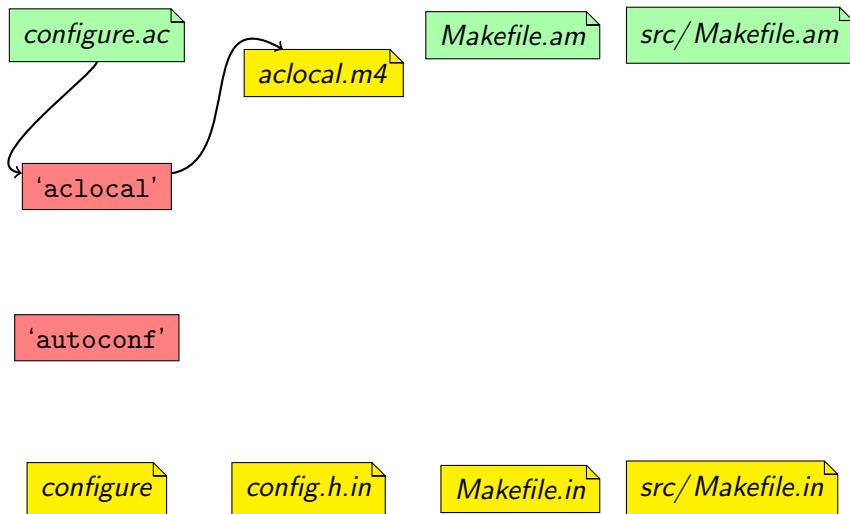 configure.ac
aclocal.m4
Makefile.am
src/Makefile.am
‘aclocal’
‘autoconf’
configure
config.h.in
Makefile.in
src/Makefile.in